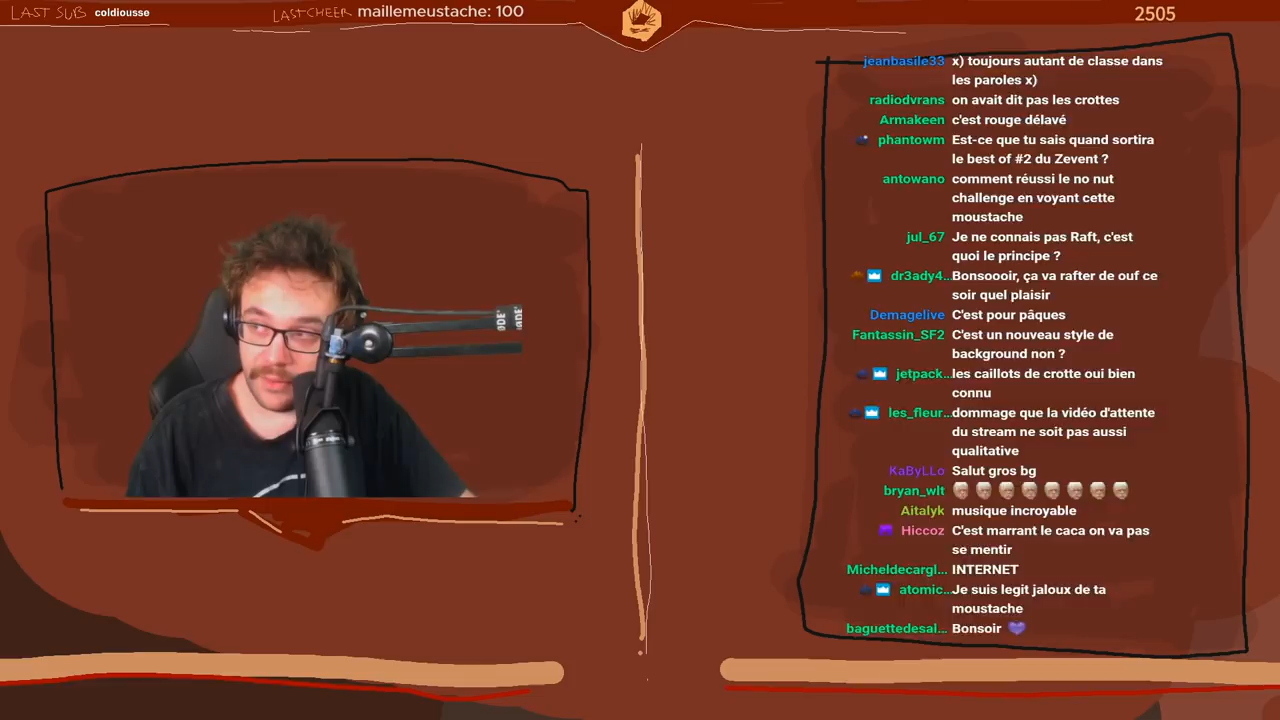 LAST SUB coldiousse
LAST CHEER maillemeustache: 100
2505
jeanbasile33 x) toujours autant de classe dans
les paroles x)
radiodvrans on avait dit pas les crottes
Armakeen c'est rouge délavé
phantowm Est-ce que tu sais quand sortira
le best of #2 du Zevent ?
antowano comment réussi le no nut
challenge en voyant cette
moustache
jul_67 Je ne connais pas Raft, c'est
quoi le principe ?
dr3ady4... Bonsoooir, ça va rafter de ouf ce
soir quel plaisir
Demagelive C'est pour pâques
Fantassin_SF2 C'est un nouveau style de
background non ?
jetpack... les caillots de crotte oui bien
connu
les_fleur... dommage que la vidéo d'attente
du stream ne soit pas aussi
qualitative
KaByLLo Salut gros bg
bryan_wlt
Aitalyk musique incroyable
Hiccoz C'est marrant le caca on va pas
se mentir
Micheldecargl... INTERNET
atomic... Je suis legit jaloux de ta
moustache
baguettedesal... Bonsoir